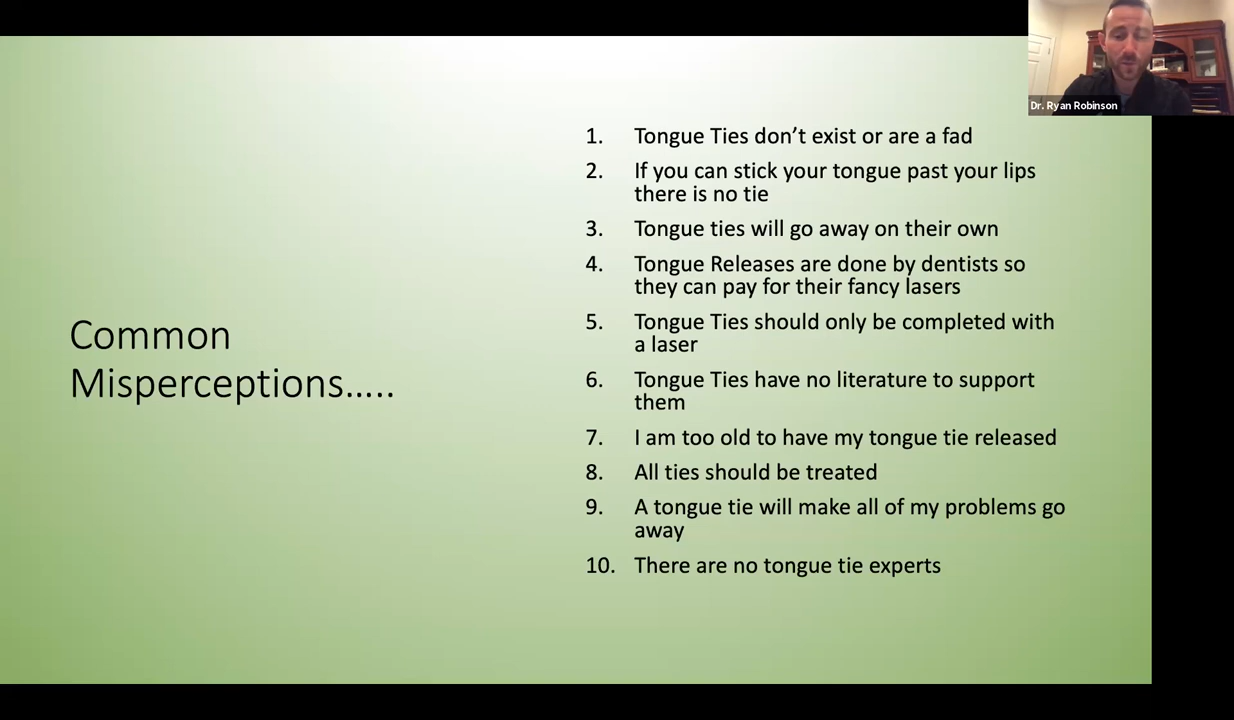 Dr. Ryan Robinson
Common
Misperceptions…..
1. Tongue Ties don’t exist or are a fad
2. If you can stick your tongue past your lips
there is no tie
3. Tongue ties will go away on their own
4. Tongue Releases are done by dentists so
they can pay for their fancy lasers
5. Tongue Ties should only be completed with
a laser
6. Tongue Ties have no literature to support
them
7. I am too old to have my tongue tie released
8. All ties should be treated
9. A tongue tie will make all of my problems go
away
10. There are no tongue tie experts